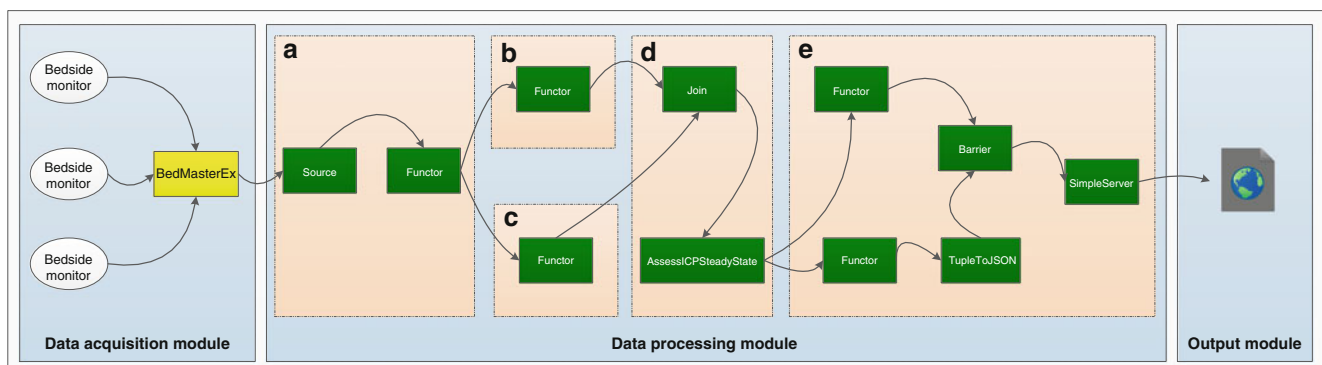 Bedside
monitor
Bedside
monitor
Bedside
monitor
BedMasterEx
Data acquisition module
a
Source
Functor
b
Functor
c
Functor
d
Join
AssessICPSteadyState
e
Functor
Functor
TupleToJSON
Barrier
SimpleServer
Data processing module
Output module